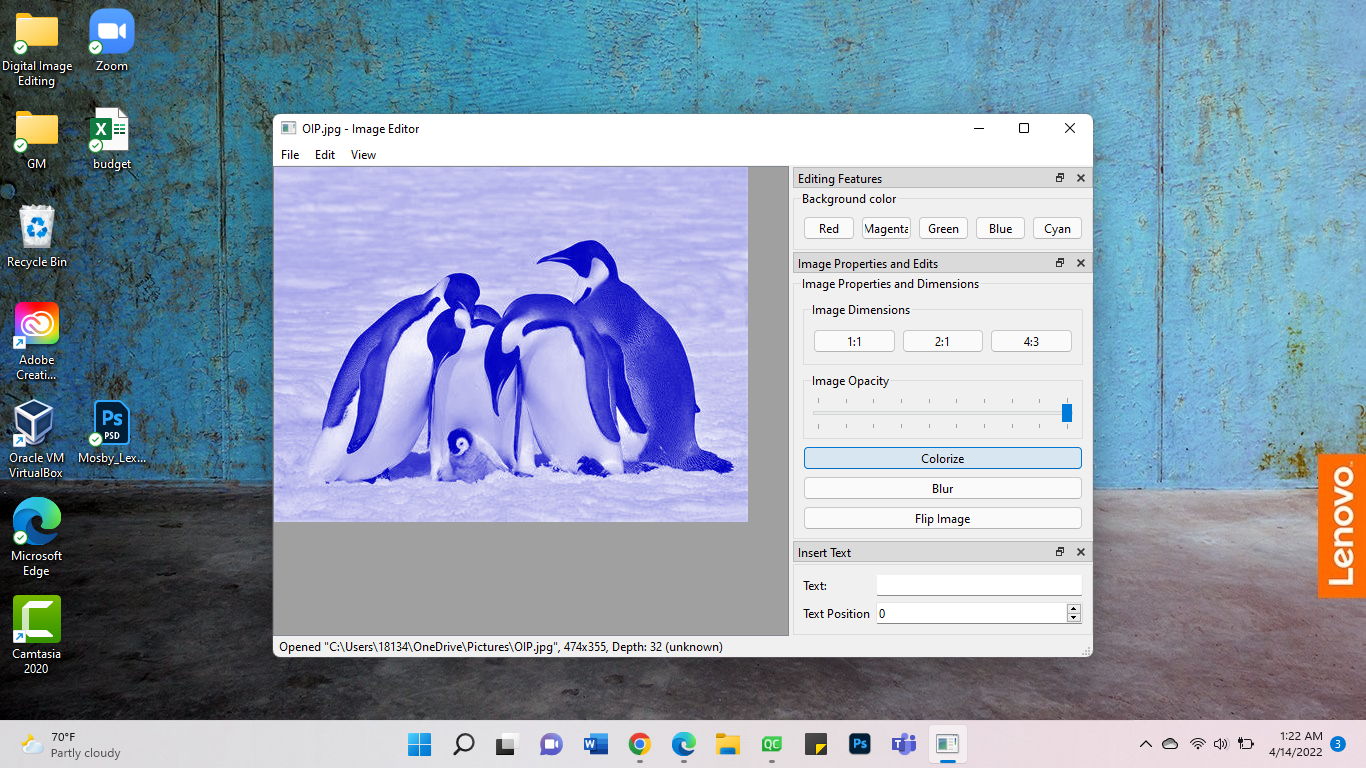 Digital Image
Editing
Zoom
GM
budget
Recycle Bin
Adobe
Creati...
Oracle VM
VirtualBox
Ps
PSD
Mosby_Lex...
Microsoft
Edge
Camtasia
2020
OIP.jpg - Image Editor
File Edit View
Editing Features
Background color
Red Magenta Green Blue Cyan
Image Properties and Edits
Image Properties and Dimensions
Image Dimensions
1:1 2:1 4:3
Image Opacity
Colorize
Blur
Flip Image
Insert Text
Text:
Text Position 0
Opened "C:\Users\18134\OneDrive\Pictures\OIP.jpg", 474x355, Depth: 32 (unknown)
Lenovo
70°F
Partly cloudy
QC
Ps
1:22 AM
4/14/2022
3